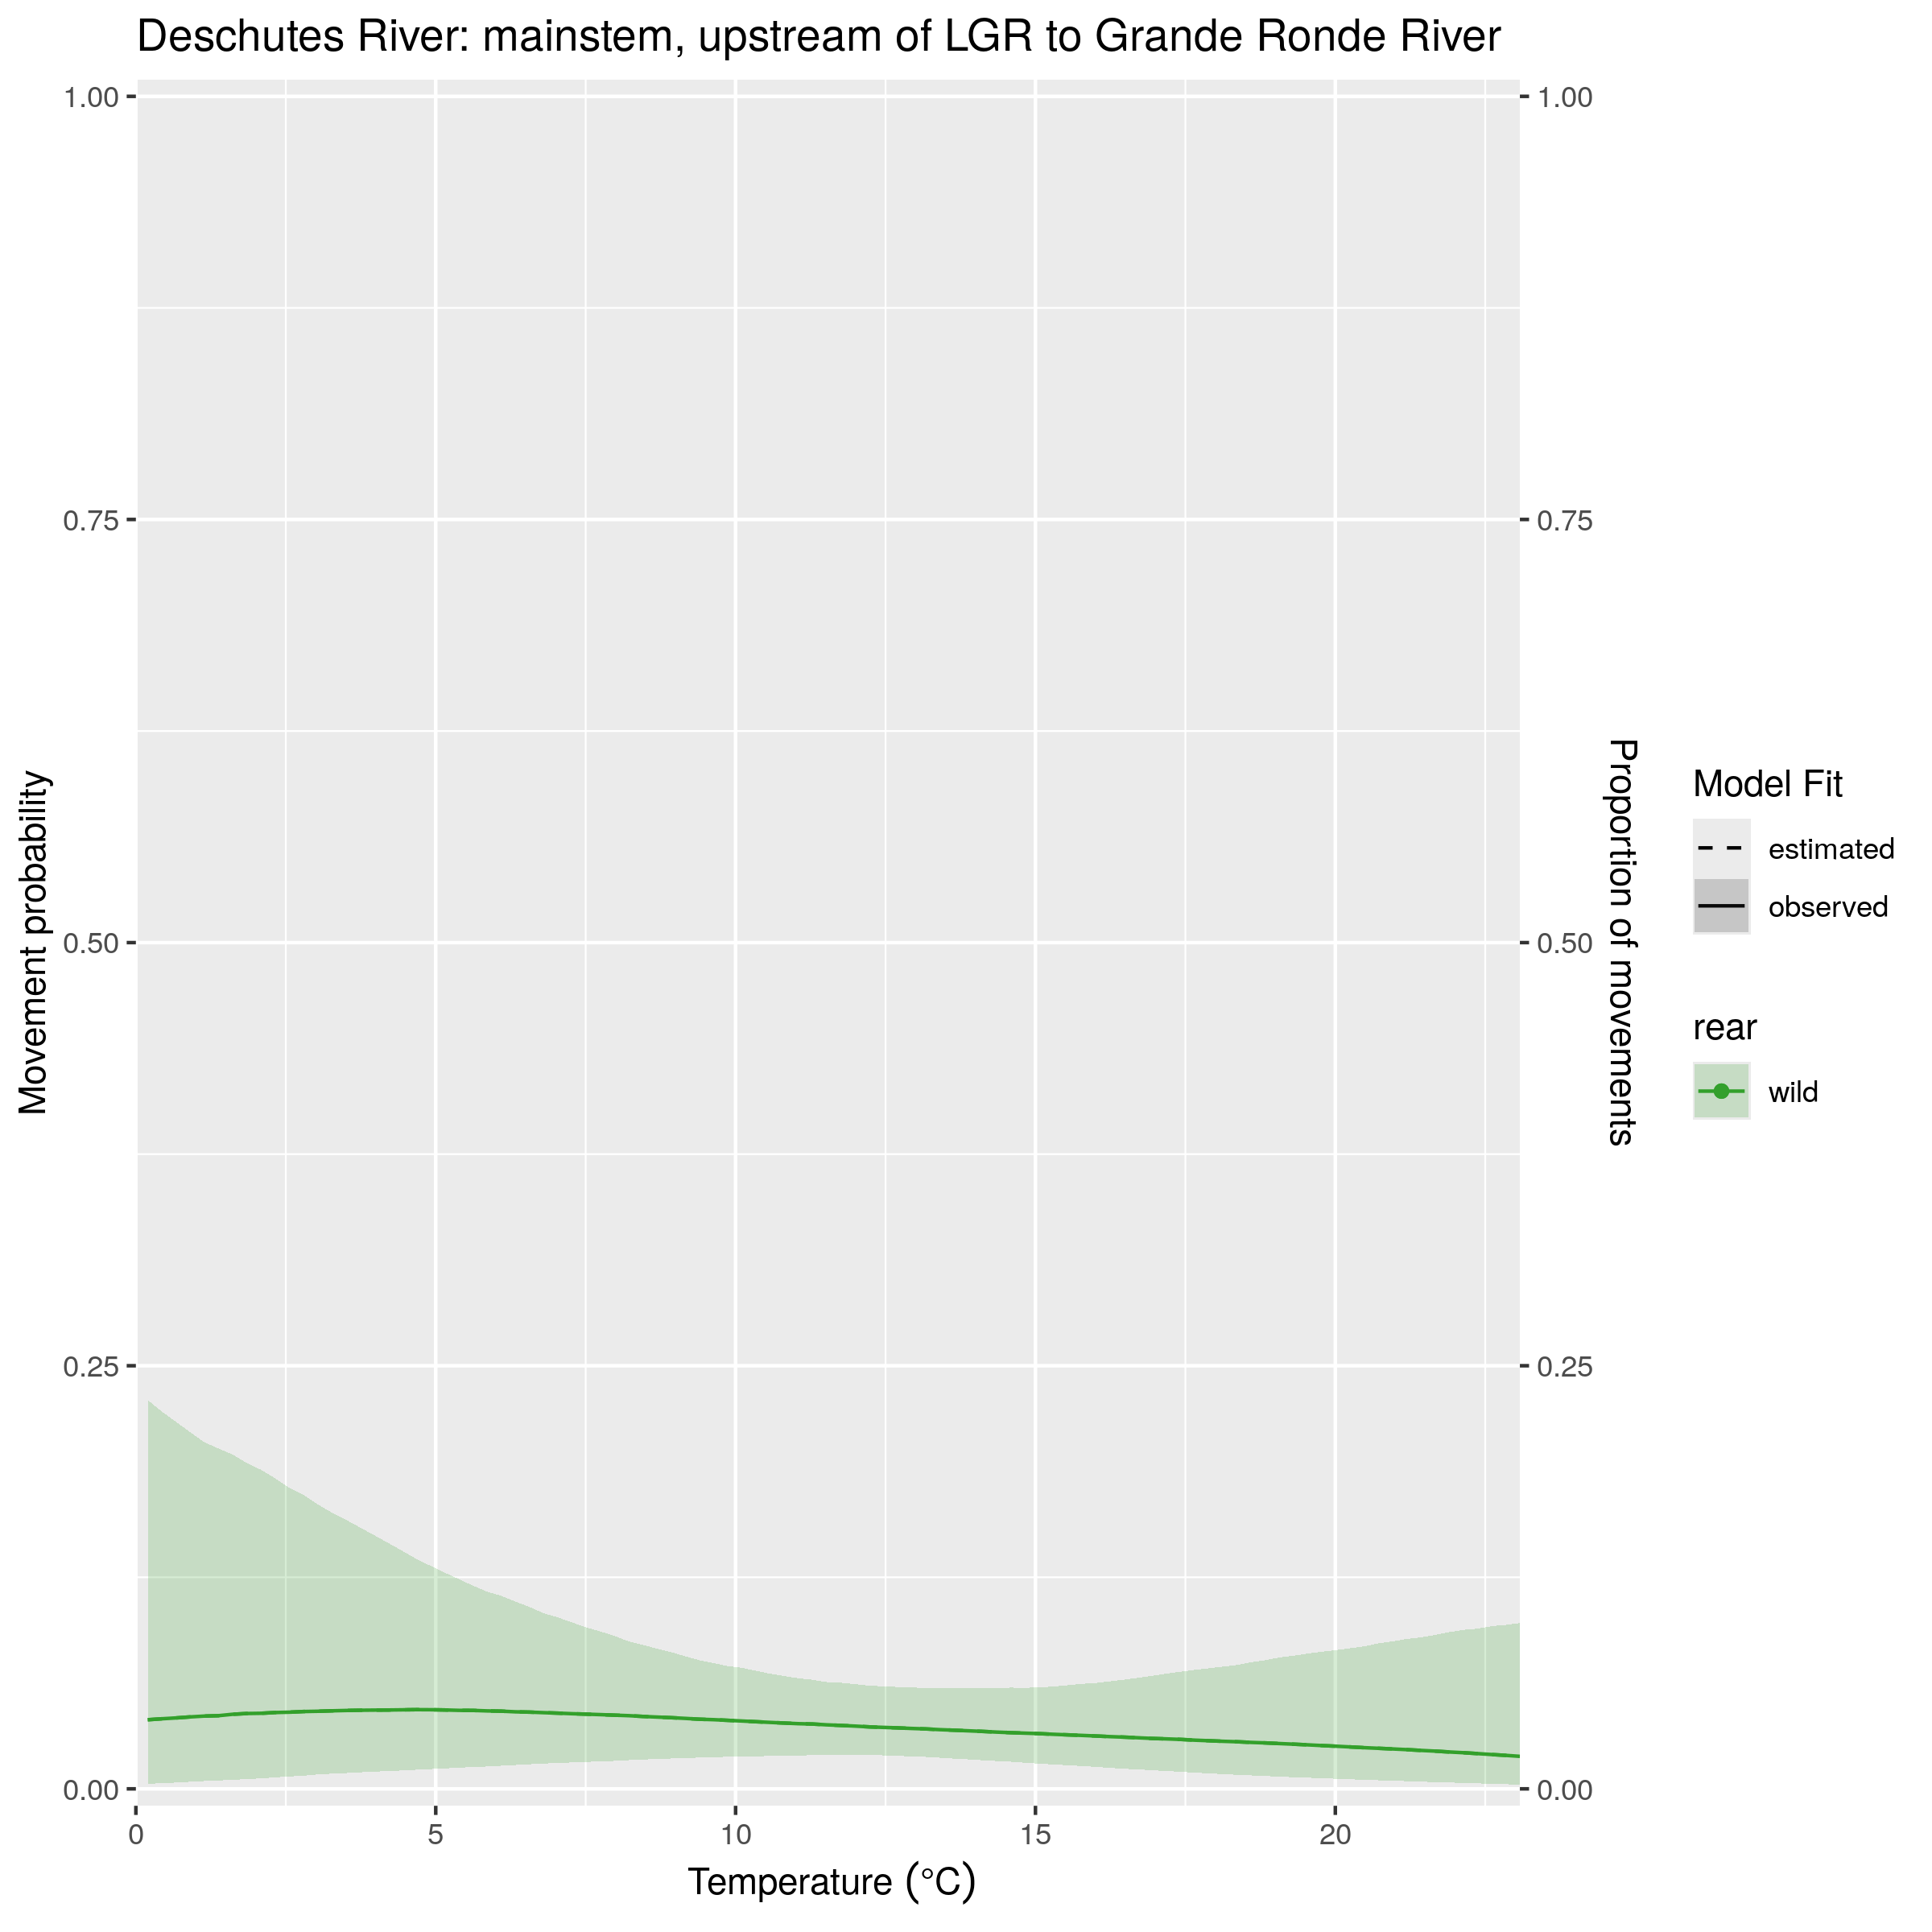 Deschutes River: mainstem, upstream of LGR to Grande Ronde River
1.00
0.75
0.50
0.25
0.00
Movement probability
1.00
0.75
0.50
0.25
0.00
Proportion of movements
0
5
10
15
20
Temperature (°C)
Model Fit
estimated
observed
rear
wild